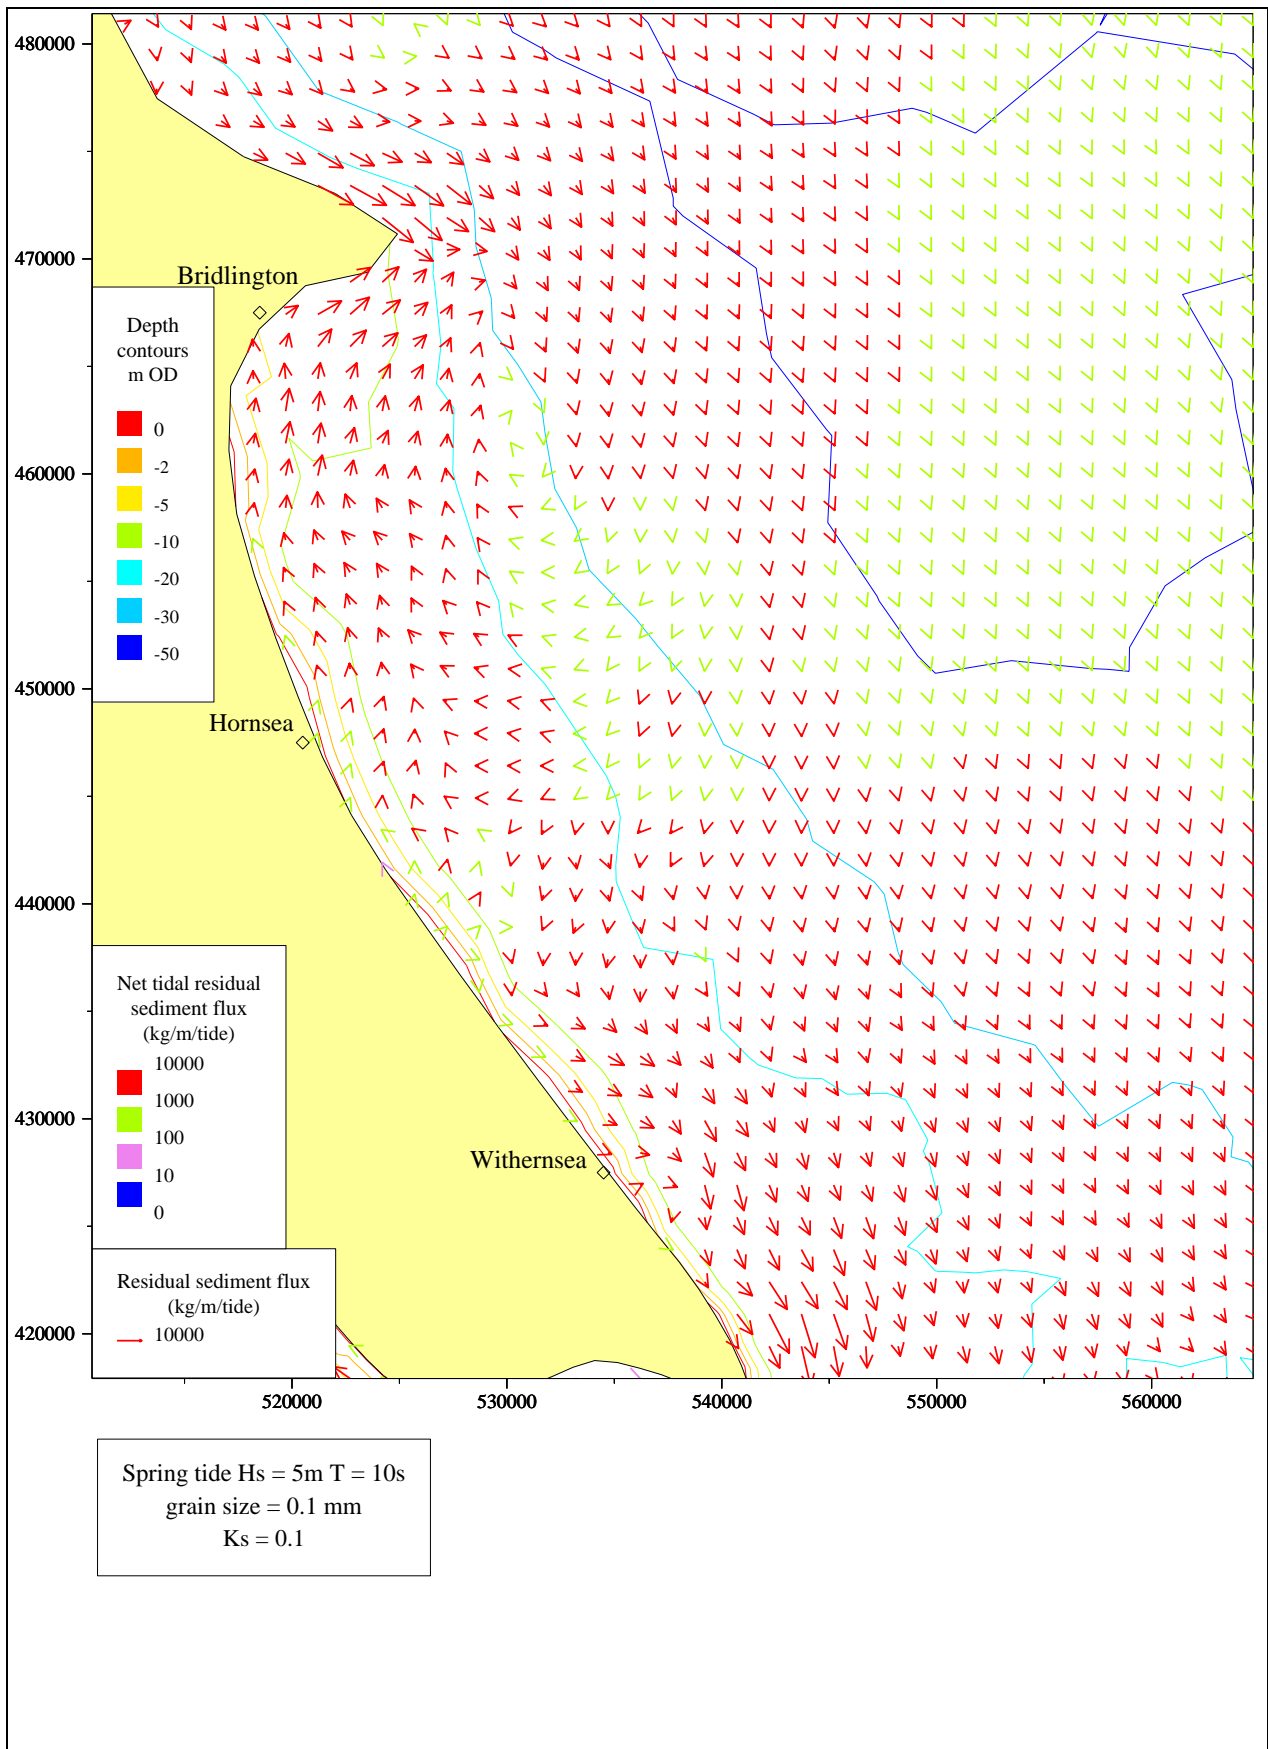 480000
470000
460000
450000
440000
430000
420000
Bridlington
Depth
contours
m OD
0
-2
-5
-10
-20
-30
-50
Hornsea
Net tidal residual
sediment flux
(kg/m/tide)
10000
1000
100
10
0
Withernsea
Residual sediment flux
(kg/m/tide)
10000
520000 530000 540000 550000 560000
Spring tide Hs = 5m T = 10s
grain size = 0.1 mm
Ks = 0.1